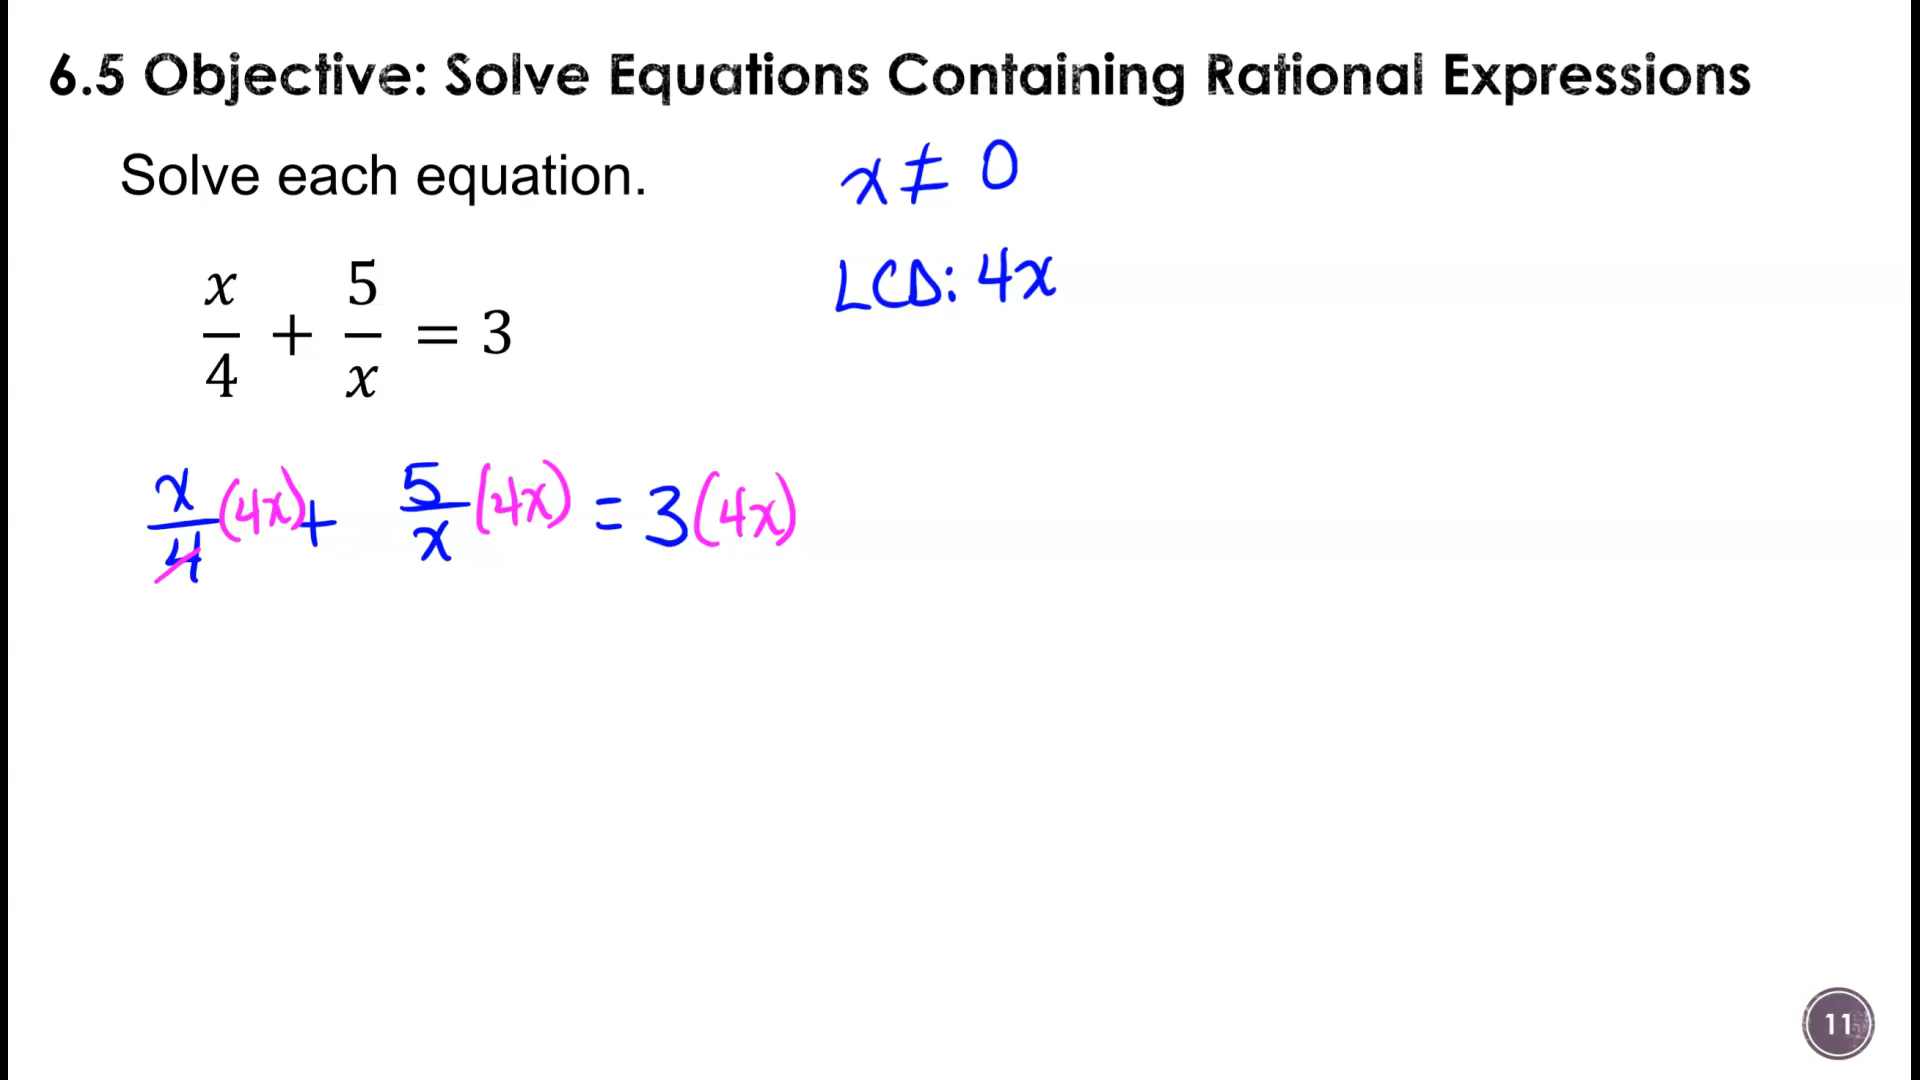 6.5 Objective: Solve Equations Containing Rational Expressions
Solve each equation.
x ≠ 0
LCD: 4x
x/4 + 5/x = 3
x/4 (4x) + 5/x (4x) = 3 (4x)
11